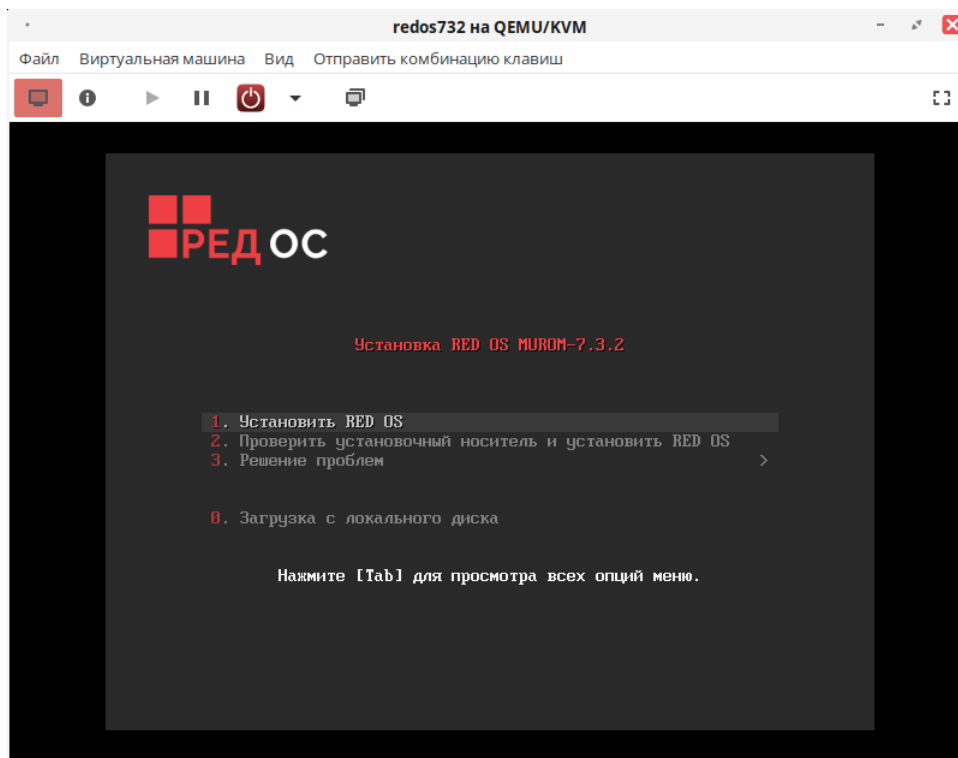 redos732 на QEMU/KVM
Файл Виртуальная машина Вид Отправить комбинацию клавиш
РЕД ОС
Установка RED OS MUROM-7.3.2
1. Установить RED OS
2. Проверить установочный носитель и установить RED OS
3. Решение проблем >
0. Загрузка с локального диска
Нажмите [Tab] для просмотра всех опций меню.